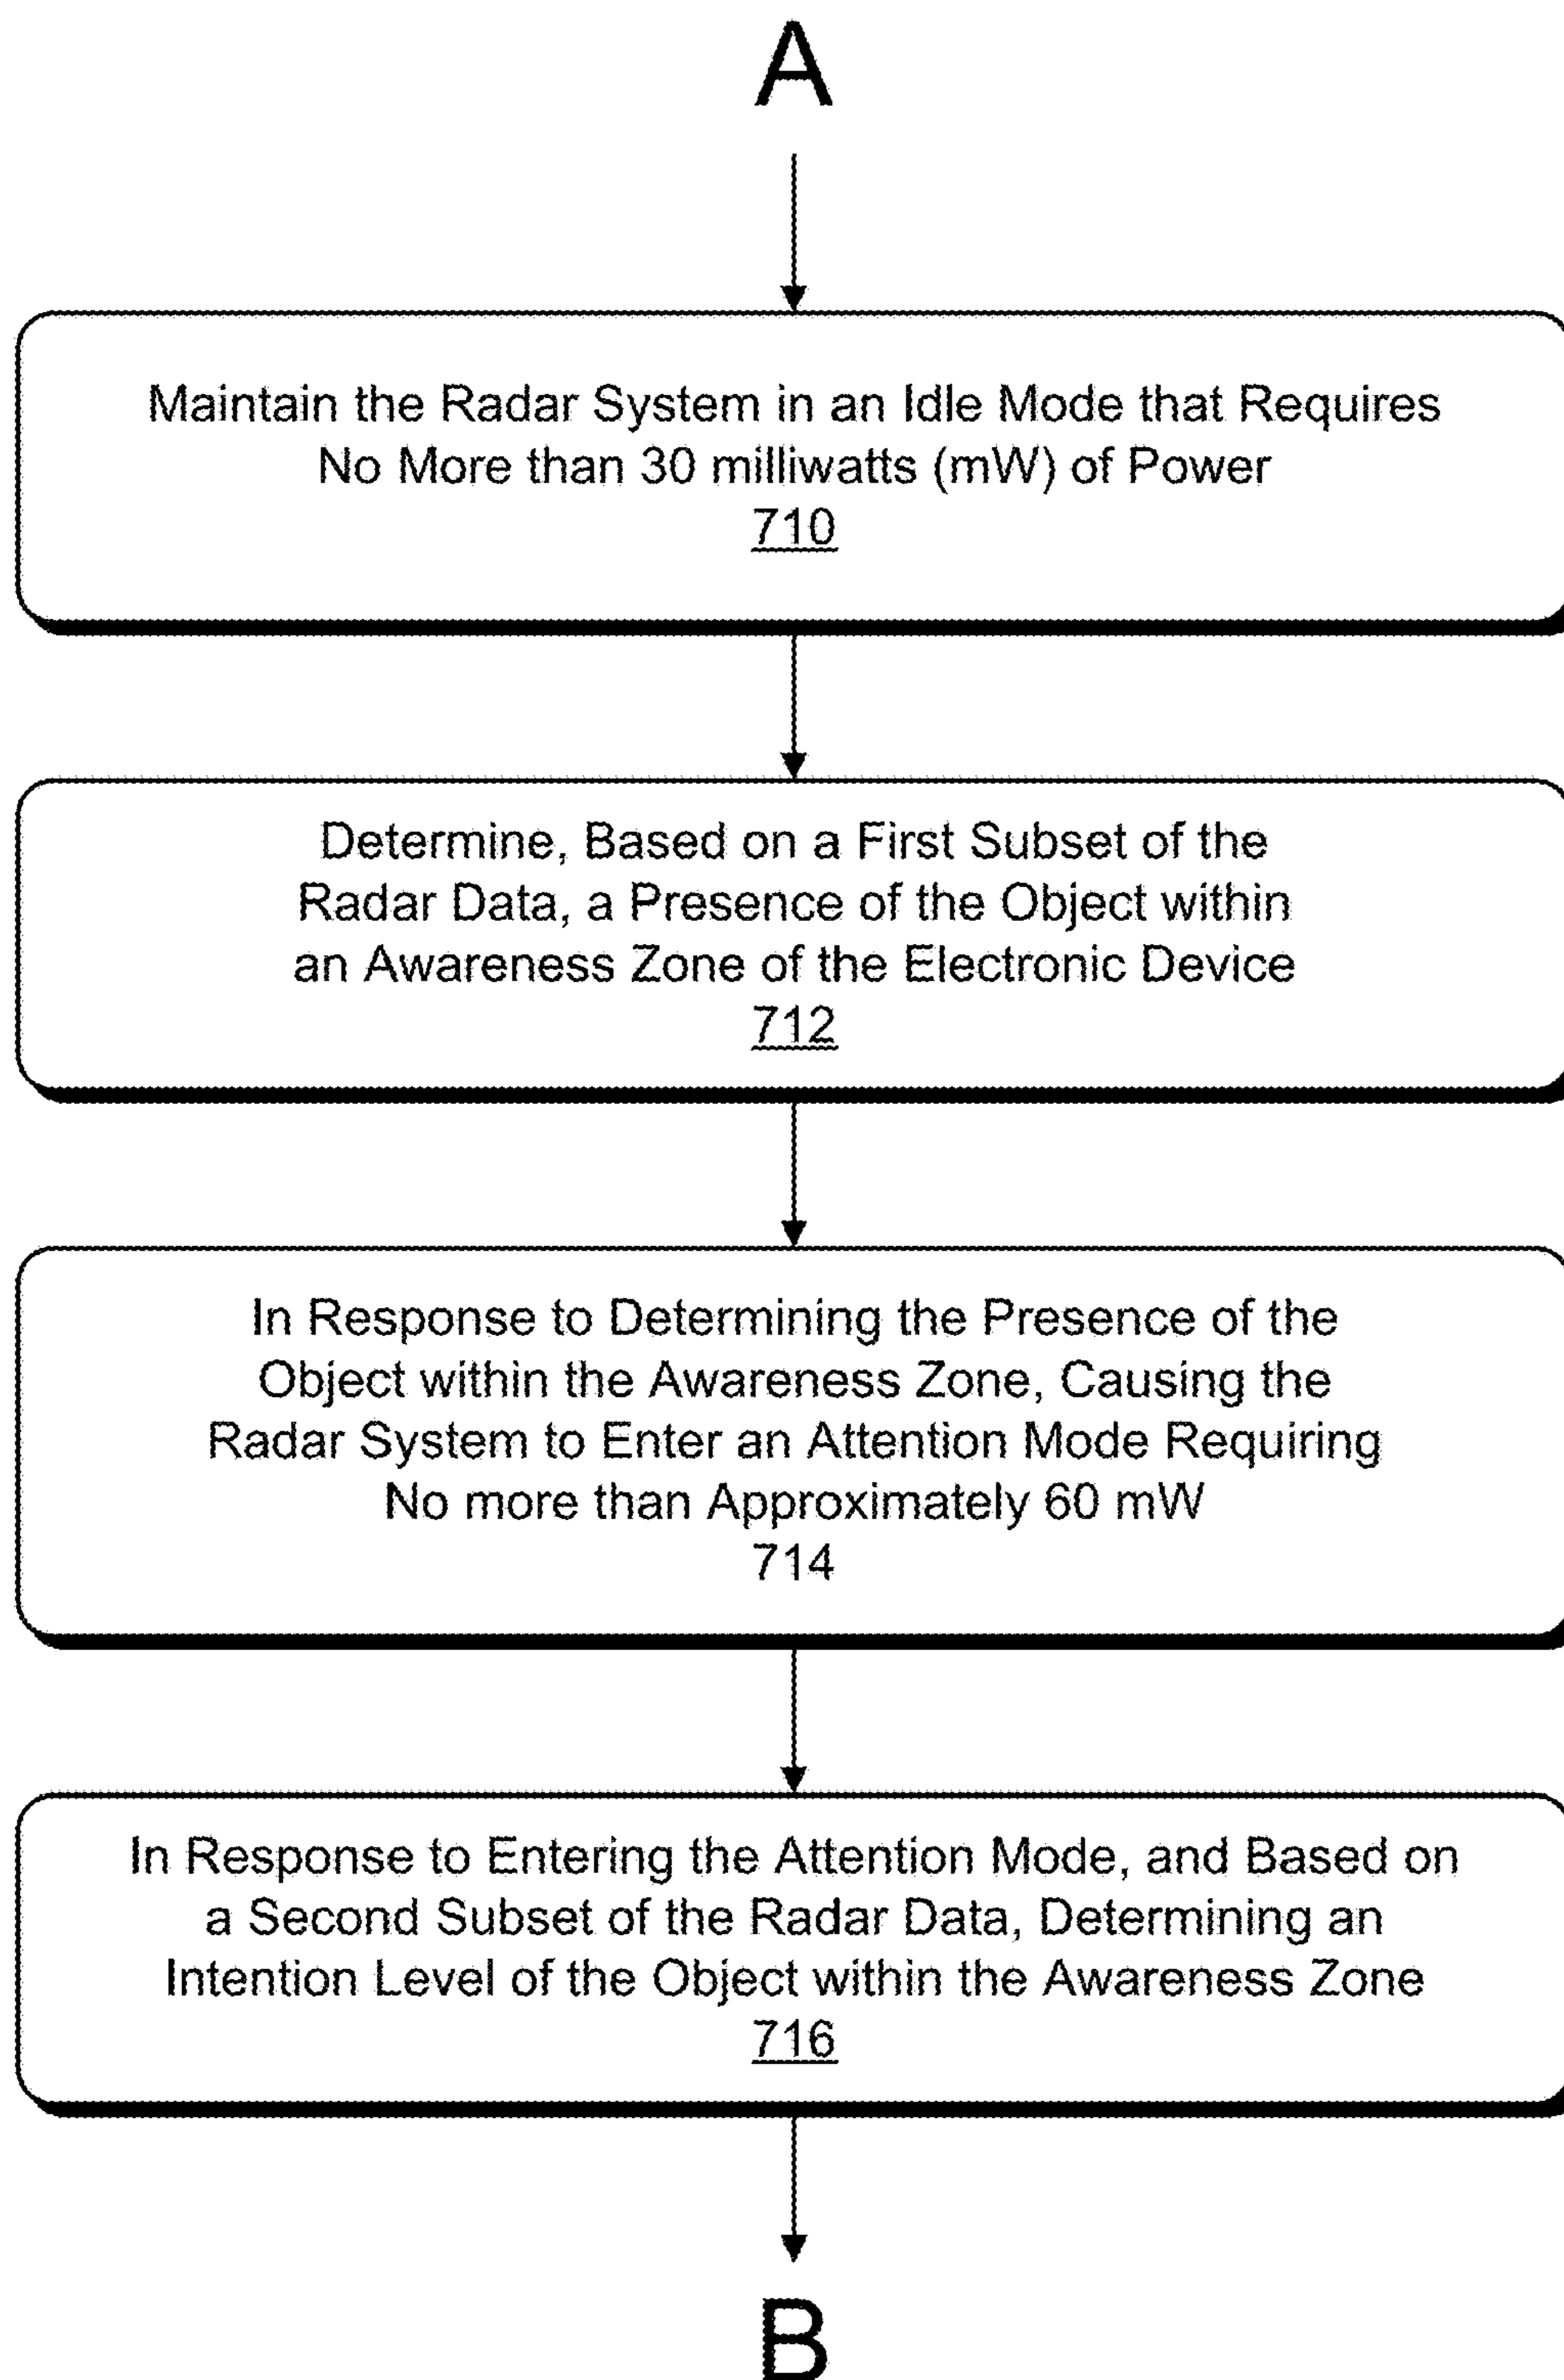 A
Maintain the Radar System in an Idle Mode that Requires
No More than 30 milliwatts (mW) of Power
710
Determine, Based on a First Subset of the
Radar Data, a Presence of the Object within
an Awareness Zone of the Electronic Device
712
In Response to Determining the Presence of the
Object within the Awareness Zone, Causing the
Radar System to Enter an Attention Mode Requiring
No more than Approximately 60 mW
714
In Response to Entering the Attention Mode, and Based on
a Second Subset of the Radar Data, Determining an
Intention Level of the Object within the Awareness Zone
716
B